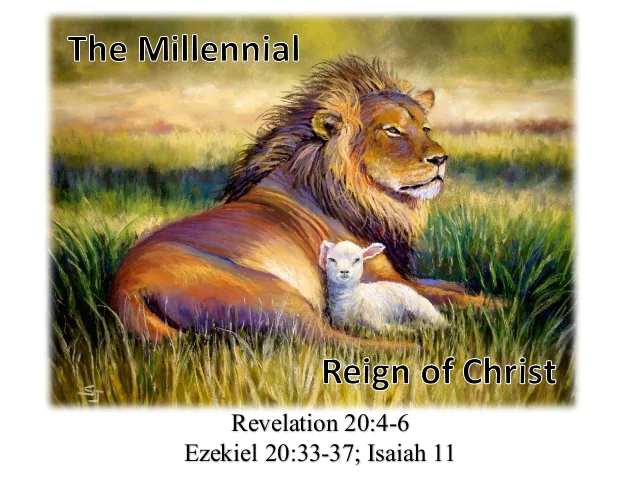 The Millennial
Reign of Christ
Revelation 20:4-6
Ezekiel 20:33-37; Isaiah 11